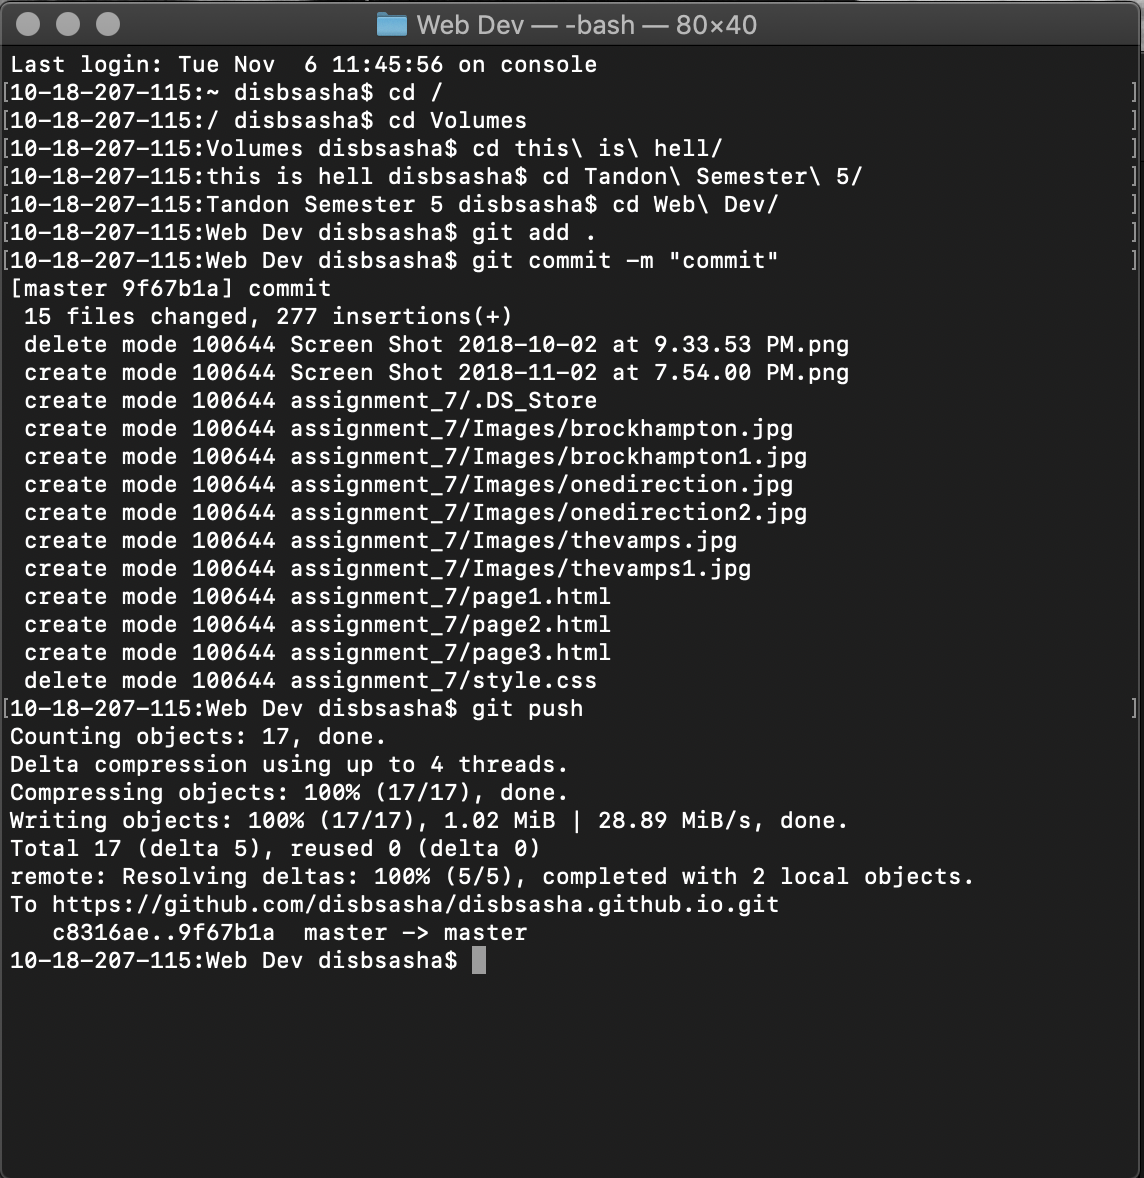 Web Dev — -bash — 80×40
Last login: Tue Nov  6 11:45:56 on console
[10-18-207-115:~ disbsasha$ cd /]
[10-18-207-115:/ disbsasha$ cd Volumes]
[10-18-207-115:Volumes disbsasha$ cd this\ is\ hell/]
[10-18-207-115:this is hell disbsasha$ cd Tandon\ Semester\ 5/]
[10-18-207-115:Tandon Semester 5 disbsasha$ cd Web\ Dev/]
[10-18-207-115:Web Dev disbsasha$ git add .]
[10-18-207-115:Web Dev disbsasha$ git commit -m "commit"]
[master 9f67b1a] commit
 15 files changed, 277 insertions(+)
 delete mode 100644 Screen Shot 2018-10-02 at 9.33.53 PM.png
 create mode 100644 Screen Shot 2018-11-02 at 7.54.00 PM.png
 create mode 100644 assignment_7/.DS_Store
 create mode 100644 assignment_7/Images/brockhampton.jpg
 create mode 100644 assignment_7/Images/brockhampton1.jpg
 create mode 100644 assignment_7/Images/onedirection.jpg
 create mode 100644 assignment_7/Images/onedirection2.jpg
 create mode 100644 assignment_7/Images/thevamps.jpg
 create mode 100644 assignment_7/Images/thevamps1.jpg
 create mode 100644 assignment_7/page1.html
 create mode 100644 assignment_7/page2.html
 create mode 100644 assignment_7/page3.html
 delete mode 100644 assignment_7/style.css
[10-18-207-115:Web Dev disbsasha$ git push]
Counting objects: 17, done.
Delta compression using up to 4 threads.
Compressing objects: 100% (17/17), done.
Writing objects: 100% (17/17), 1.02 MiB | 28.89 MiB/s, done.
Total 17 (delta 5), reused 0 (delta 0)
remote: Resolving deltas: 100% (5/5), completed with 2 local objects.
To https://github.com/disbsasha/disbsasha.github.io.git
   c8316ae..9f67b1a  master -> master
10-18-207-115:Web Dev disbsasha$